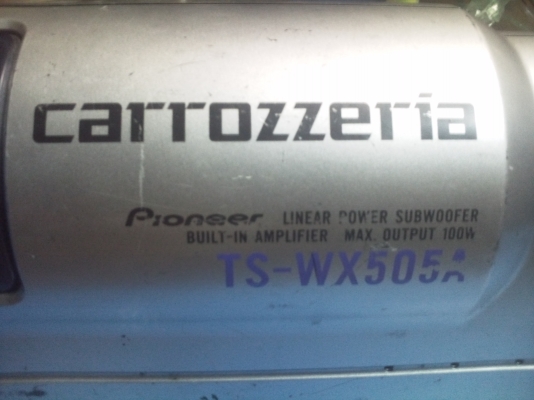 carrozzeria
Pioneer LINEAR POWER SUBWOOFER
BUILT-IN AMPLIFIER MAX. OUTPUT 100W
TS-WX505A